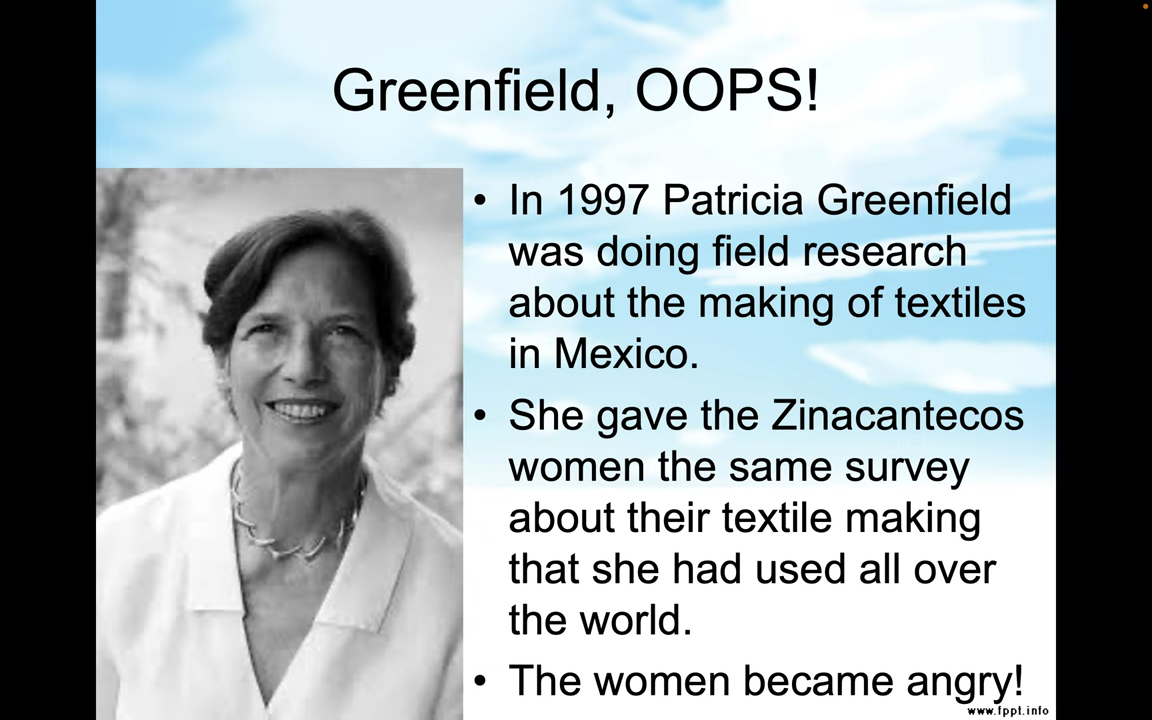 Greenfield, OOPS!
• In 1997 Patricia Greenfield
was doing field research
about the making of textiles
in Mexico.
• She gave the Zinacantecos
women the same survey
about their textile making
that she had used all over
the world.
• The women became angry!
www.fppt.info